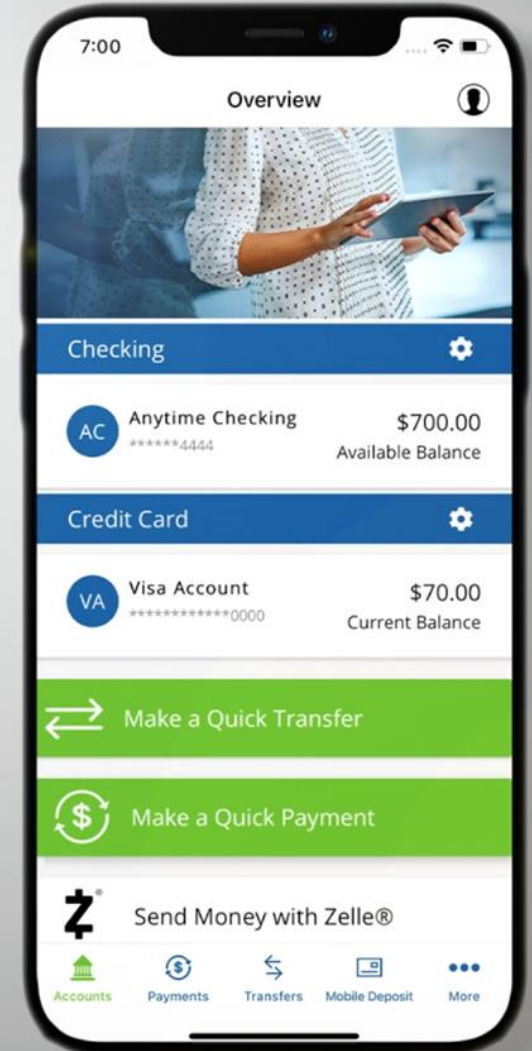 7:00
Overview
Checking
AC
Anytime Checking
******4444
$700.00
Available Balance
Credit Card
VA
Visa Account
************0000
$70.00
Current Balance
Make a Quick Transfer
$ Make a Quick Payment
Z® Send Money with Zelle®
Accounts Payments Transfers Mobile Deposit More